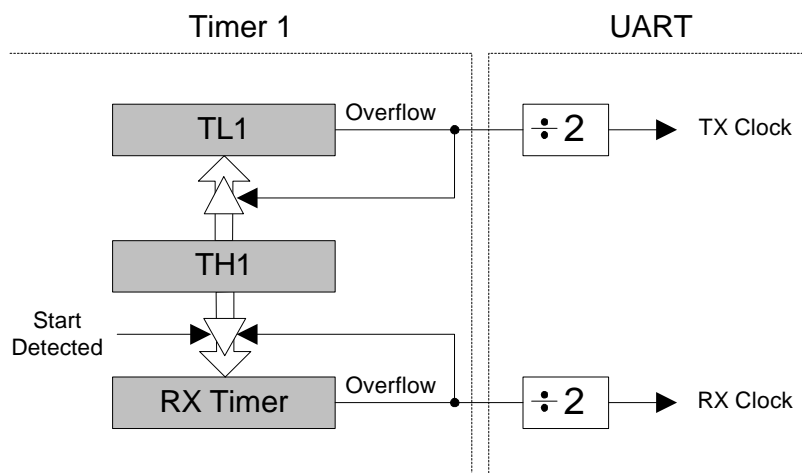 Timer 1
UART
TL1
Overflow
÷2
TX Clock
TH1
Start
Detected
RX Timer
Overflow
÷2
RX Clock